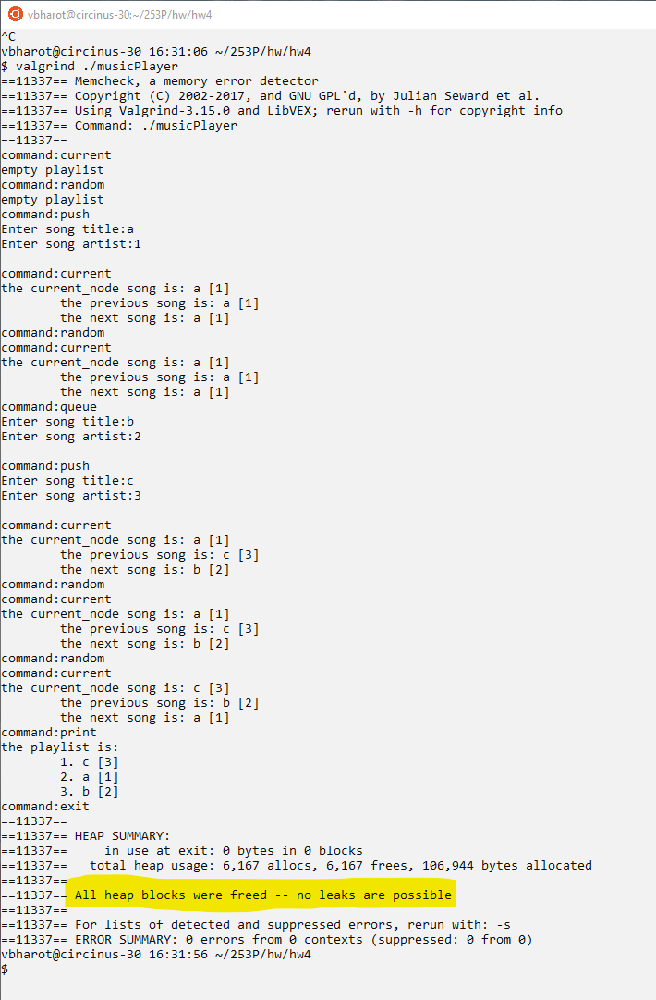 vbharot@circinus-30:~/253P/hw/hw4
^C
vbharot@circinus-30 16:31:06 ~/253P/hw/hw4
$ valgrind ./musicPlayer
==11337== Memcheck, a memory error detector
==11337== Copyright (C) 2002-2017, and GNU GPL'd, by Julian Seward et al.
==11337== Using Valgrind-3.15.0 and LibVEX; rerun with -h for copyright info
==11337== Command: ./musicPlayer
==11337==
command:current
empty playlist
command:random
empty playlist
command:push
Enter song title:a
Enter song artist:1

command:current
the current_node song is: a [1]
        the previous song is: a [1]
        the next song is: a [1]
command:random
command:current
the current_node song is: a [1]
        the previous song is: a [1]
        the next song is: a [1]
command:queue
Enter song title:b
Enter song artist:2

command:push
Enter song title:c
Enter song artist:3

command:current
the current_node song is: a [1]
        the previous song is: c [3]
        the next song is: b [2]
command:random
command:current
the current_node song is: a [1]
        the previous song is: c [3]
        the next song is: b [2]
command:random
command:current
the current_node song is: c [3]
        the previous song is: b [2]
        the next song is: a [1]
command:print
the playlist is:
        1. c [3]
        2. a [1]
        3. b [2]
command:exit
==11337==
==11337== HEAP SUMMARY:
==11337==     in use at exit: 0 bytes in 0 blocks
==11337==   total heap usage: 6,167 allocs, 6,167 frees, 106,944 bytes allocated
==11337==
==11337== All heap blocks were freed -- no leaks are possible
==11337==
==11337== For lists of detected and suppressed errors, rerun with: -s
==11337== ERROR SUMMARY: 0 errors from 0 contexts (suppressed: 0 from 0)
vbharot@circinus-30 16:31:56 ~/253P/hw/hw4
$